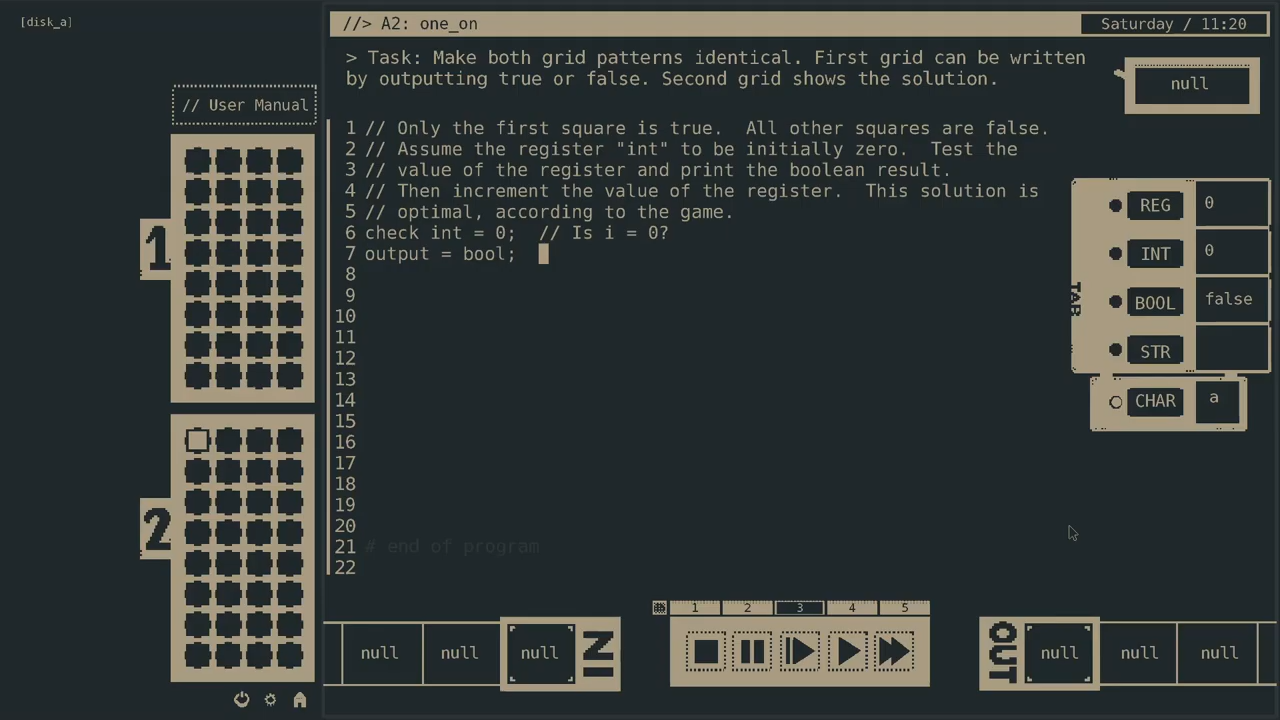 [disk_a]
//> A2: one_on
Saturday / 11:20
> Task: Make both grid patterns identical. First grid can be written
by outputting true or false. Second grid shows the solution.
null
// User Manual
1 // Only the first square is true.  All other squares are false.
2 // Assume the register "int" to be initially zero.  Test the
3 // value of the register and print the boolean result.
4 // Then increment the value of the register.  This solution is
5 // optimal, according to the game.
6 check int = 0;  // Is i = 0?
7 output = bool;
8
9
10
11
12
13
14
15
16
17
18
19
20
21 # end of program
22
1
2
TAB
REG 0
INT 0
BOOL false
STR
CHAR a
1 2 3 4 5
null null null IN
OUT null null null